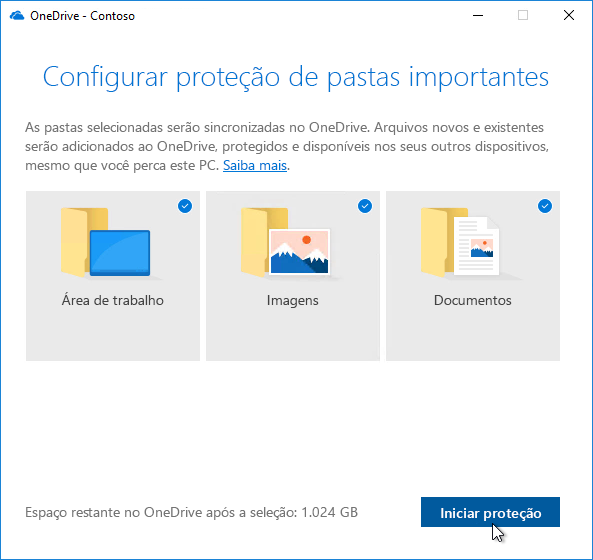 OneDrive - Contoso
Configurar proteção de pastas importantes
As pastas selecionadas serão sincronizadas no OneDrive. Arquivos novos e existentes
serão adicionados ao OneDrive, protegidos e disponíveis nos seus outros dispositivos,
mesmo que você perca este PC. Saiba mais.
Área de trabalho
Imagens
Documentos
Espaço restante no OneDrive após a seleção: 1.024 GB
Iniciar proteção